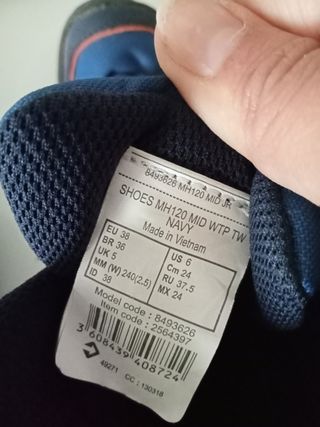 8493626 MH120 MID JR
SHOES MH120 MID WTP TW
NAVY
Made in Vietnam
EU 38 US 6
BR 36 Cm 24
UK 5 RU 37.5
MM (W) 240(2.5) MX 24
ID 38
Model code : 8493626
Item code : 2564397
3 608439 408724
49271 CC : 130318